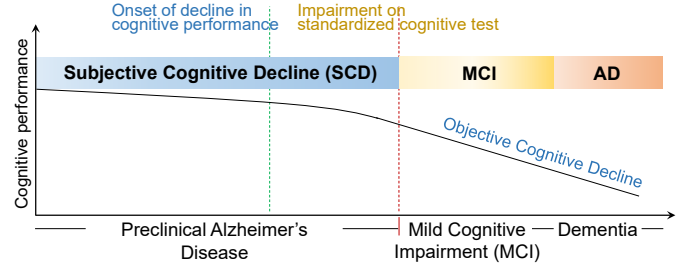 Onset of decline in
cognitive performance
Impairment on
standardized cognitive test
Cognitive performance
Subjective Cognitive Decline (SCD)
MCI
AD
Objective Cognitive Decline
Preclinical Alzheimer's
Disease
Mild Cognitive
Impairment (MCI)
Dementia